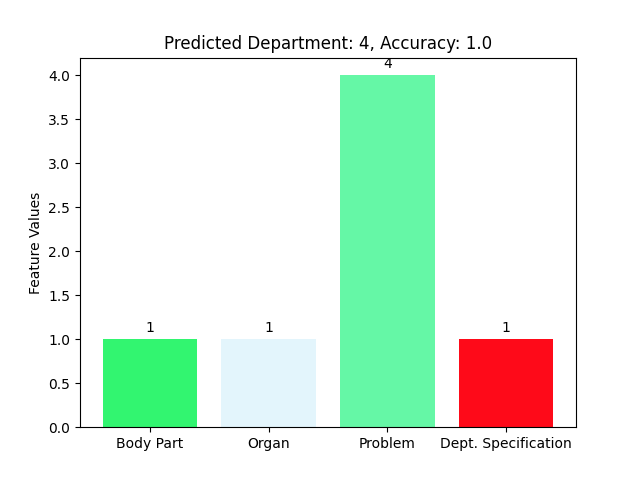 Predicted Department: 4, Accuracy: 1.0
4
4.0
3.5
3.0
2.5
2.0
1.5
1.0
0.5
0.0
Feature Values
1
1
1
Body Part
Organ
Problem
Dept. Specification